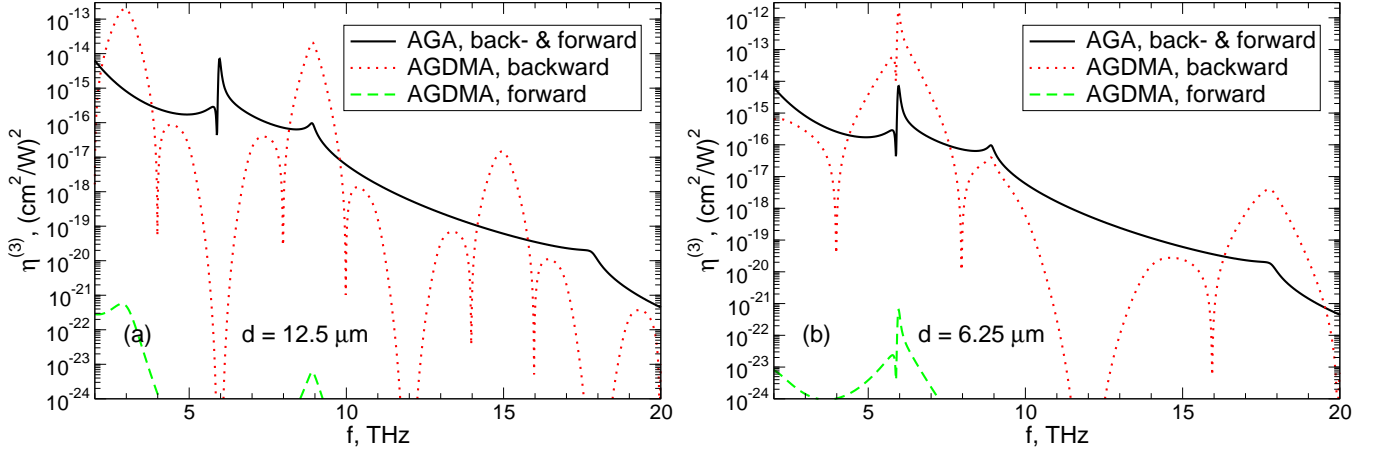 η(3), (cm2/W)2
10-13
10-14
10-15
10-16
10-17
10-18
10-19
10-20
10-21
10-22
10-23
10-24
AGA, back- & forward
AGDMA, backward
AGDMA, forward
(a)
d = 12.5 μm
5
10
15
20
f, THz
η(3), (cm2/W)2
10-12
10-13
10-14
10-15
10-16
10-17
10-18
10-19
10-20
10-21
10-22
10-23
10-24
AGA, back- & forward
AGDMA, backward
AGDMA, forward
(b)
d = 6.25 μm
5
10
15
20
f, THz